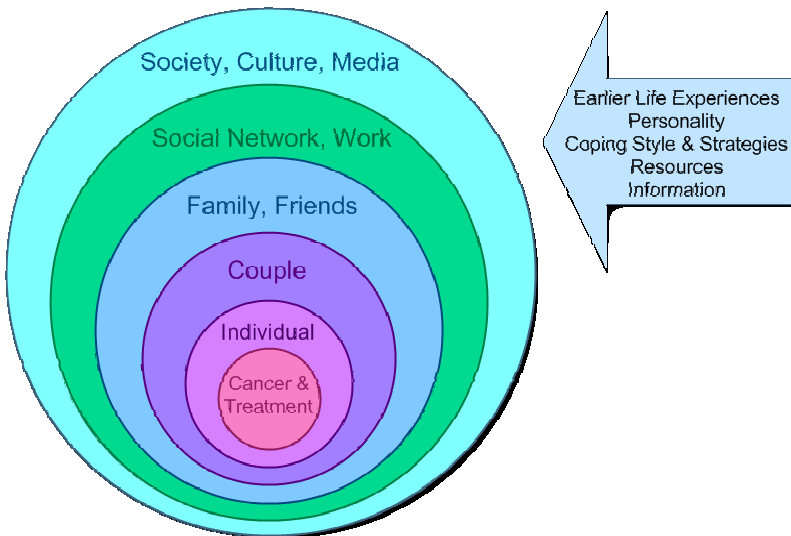 Society, Culture, Media
Social Network, Work
Family, Friends
Couple
Individual
Cancer &
Treatment
Earlier Life Experiences
Personality
Coping Style & Strategies
Resources
Information